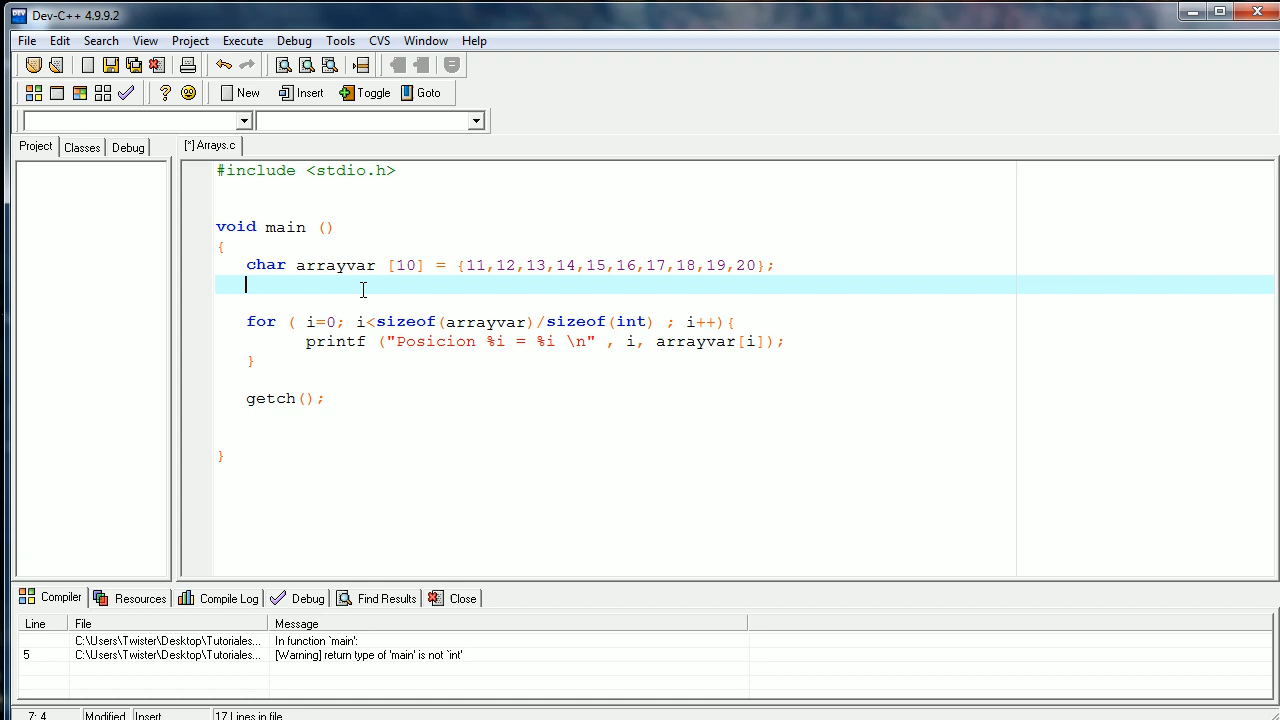 Dev-C++ 4.9.9.2
File Edit Search View Project Execute Debug Tools CVS Window Help
New Insert Toggle Goto
Project Classes Debug
[*] Arrays.c
#include <stdio.h>
void main ()
{
char arrayvar [10] = {11,12,13,14,15,16,17,18,19,20};
for ( i=0; i<sizeof(arrayvar)/sizeof(int) ; i++){
printf ("Posicion %i = %i \n" , i, arrayvar[i]);
}
getch();
}
Compiler Resources Compile Log Debug Find Results Close
Line File Message
C:\Users\Twister\Desktop\Tutoriales... In function `main':
5 C:\Users\Twister\Desktop\Tutoriales... [Warning] return type of 'main' is not `int'
7: 4 Modified Insert 17 Lines in file